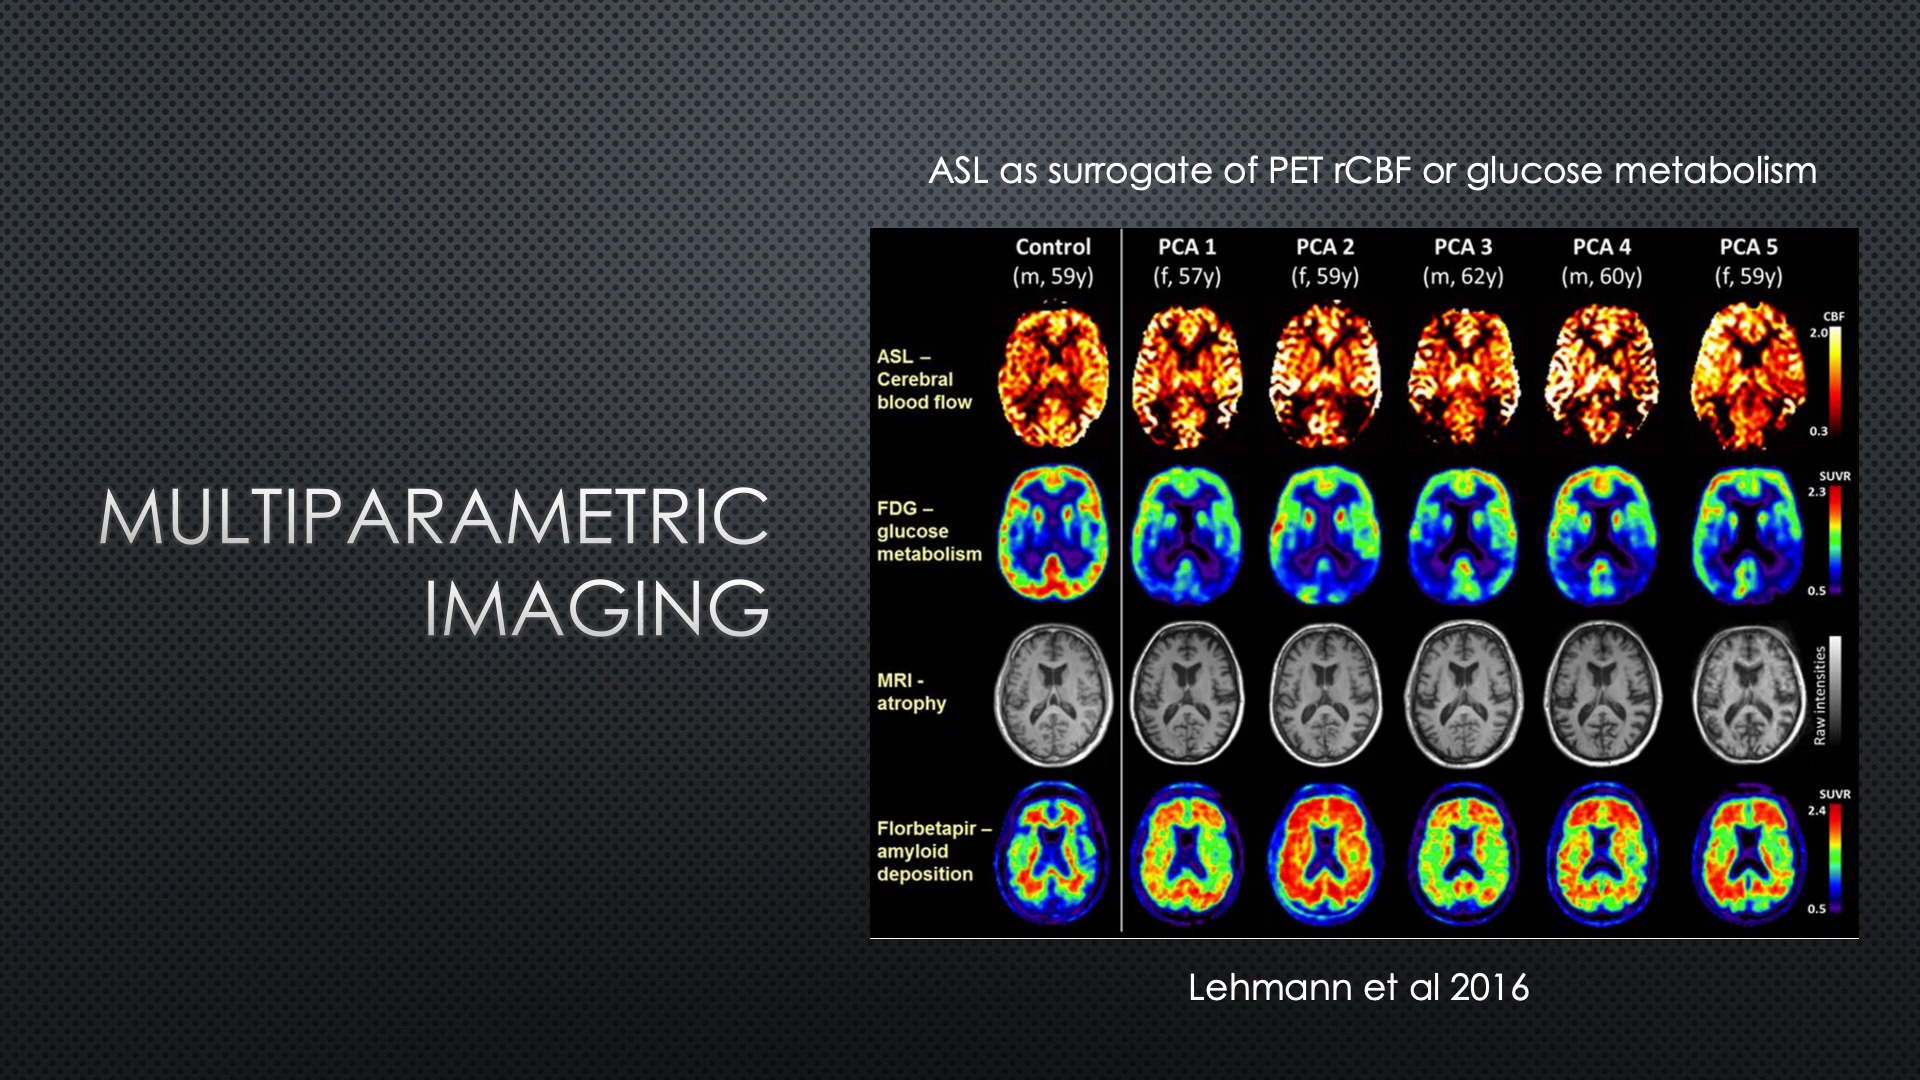 MULTIPARAMETRIC
IMAGING
ASL as surrogate of PET rCBF or glucose metabolism
Control
(m, 59y)
PCA 1
(f, 57y)
PCA 2
(f, 59y)
PCA 3
(m, 62y)
PCA 4
(m, 60y)
PCA 5
(f, 59y)
ASL –
Cerebral
blood flow
CBF
2.0
0.3
FDG –
glucose
metabolism
SUVR
2.3
0.5
MRI -
atrophy
Raw intensities
Florbetapir –
amyloid
deposition
SUVR
2.4
0.5
Lehmann et al 2016